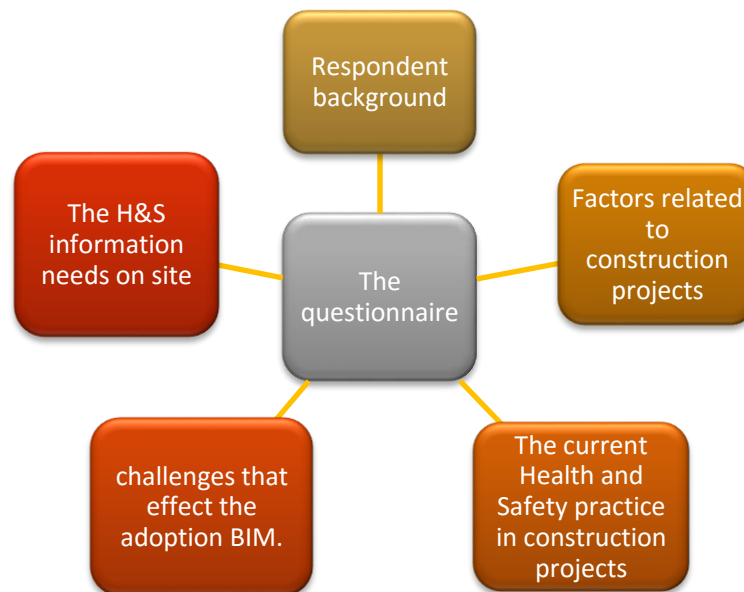 Respondent
background
The H&S
information
needs on site
Factors related
to
construction
projects
The
questionnaire
challenges that
effect the
adoption BIM.
The current
Health and
Safety practice
in construction
projects